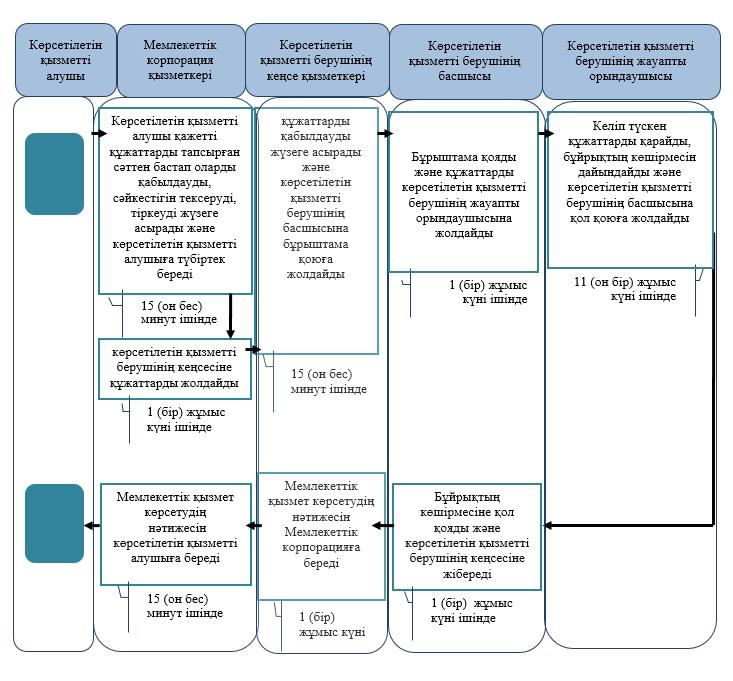 Көрсетілетін
қызметті
алушы
Мемлекеттік
корпорация
қызметкері
Көрсетілетін
қызметті берушінің
кеңсе қызметкері
Көрсетілетін
қызметті берушінің
басшысы
Көрсетілетін қызметті
берушінің жауапты
орындаушысы
Көрсетілетін қызметті
алушы қажетті
құжаттарды тапсырған
сәттен бастап оларды
қабылдауды,
сәйкестігін тексеруді,
тіркеуді жүзеге
асырады және
көрсетілетін қызметті
алушыға түбіртек
береді
15 (он бес)
минут ішінде
көрсетілетін қызметті
берушінің кеңсесіне
құжаттарды жолдайды
1 (бір) жұмыс
күні ішінде
құжаттарды
қабылдауды
жүзеге асырады
және
көрсетілетін
қызметті
берушінің
басшысына
бұрыштама
қоюға
жолдайды
15 (он бес)
минут ішінде
Бұрыштама қояды
және құжаттарды
көрсетілетін қызметті
берушінің жауапты
орындаушысына
жолдайды
1 (бір) жұмыс
күні ішінде
Келіп түскен
құжаттарды қарайды,
бұйрықтың көшірмесін
дайындайды және
көрсетілетін қызметті
берушінің басшысына
қол қоюға жолдайды
11 (он бір) жұмыс
күні ішінде
Мемлекеттік қызмет
көрсетудің
нәтижесін
көрсетілетін қызметті
алушыға береді
15 (он бес)
минут ішінде
Мемлекеттік
қызмет көрсетудің
нәтижесін
Мемлекеттік
корпорацияға
береді
1 (бір)
жұмыс күні
Бұйрықтың
көшірмесіне қол
қояды және
көрсетілетін қызметті
берушінің кеңсесіне
жібереді
1 (бір) жұмыс
күні ішінде